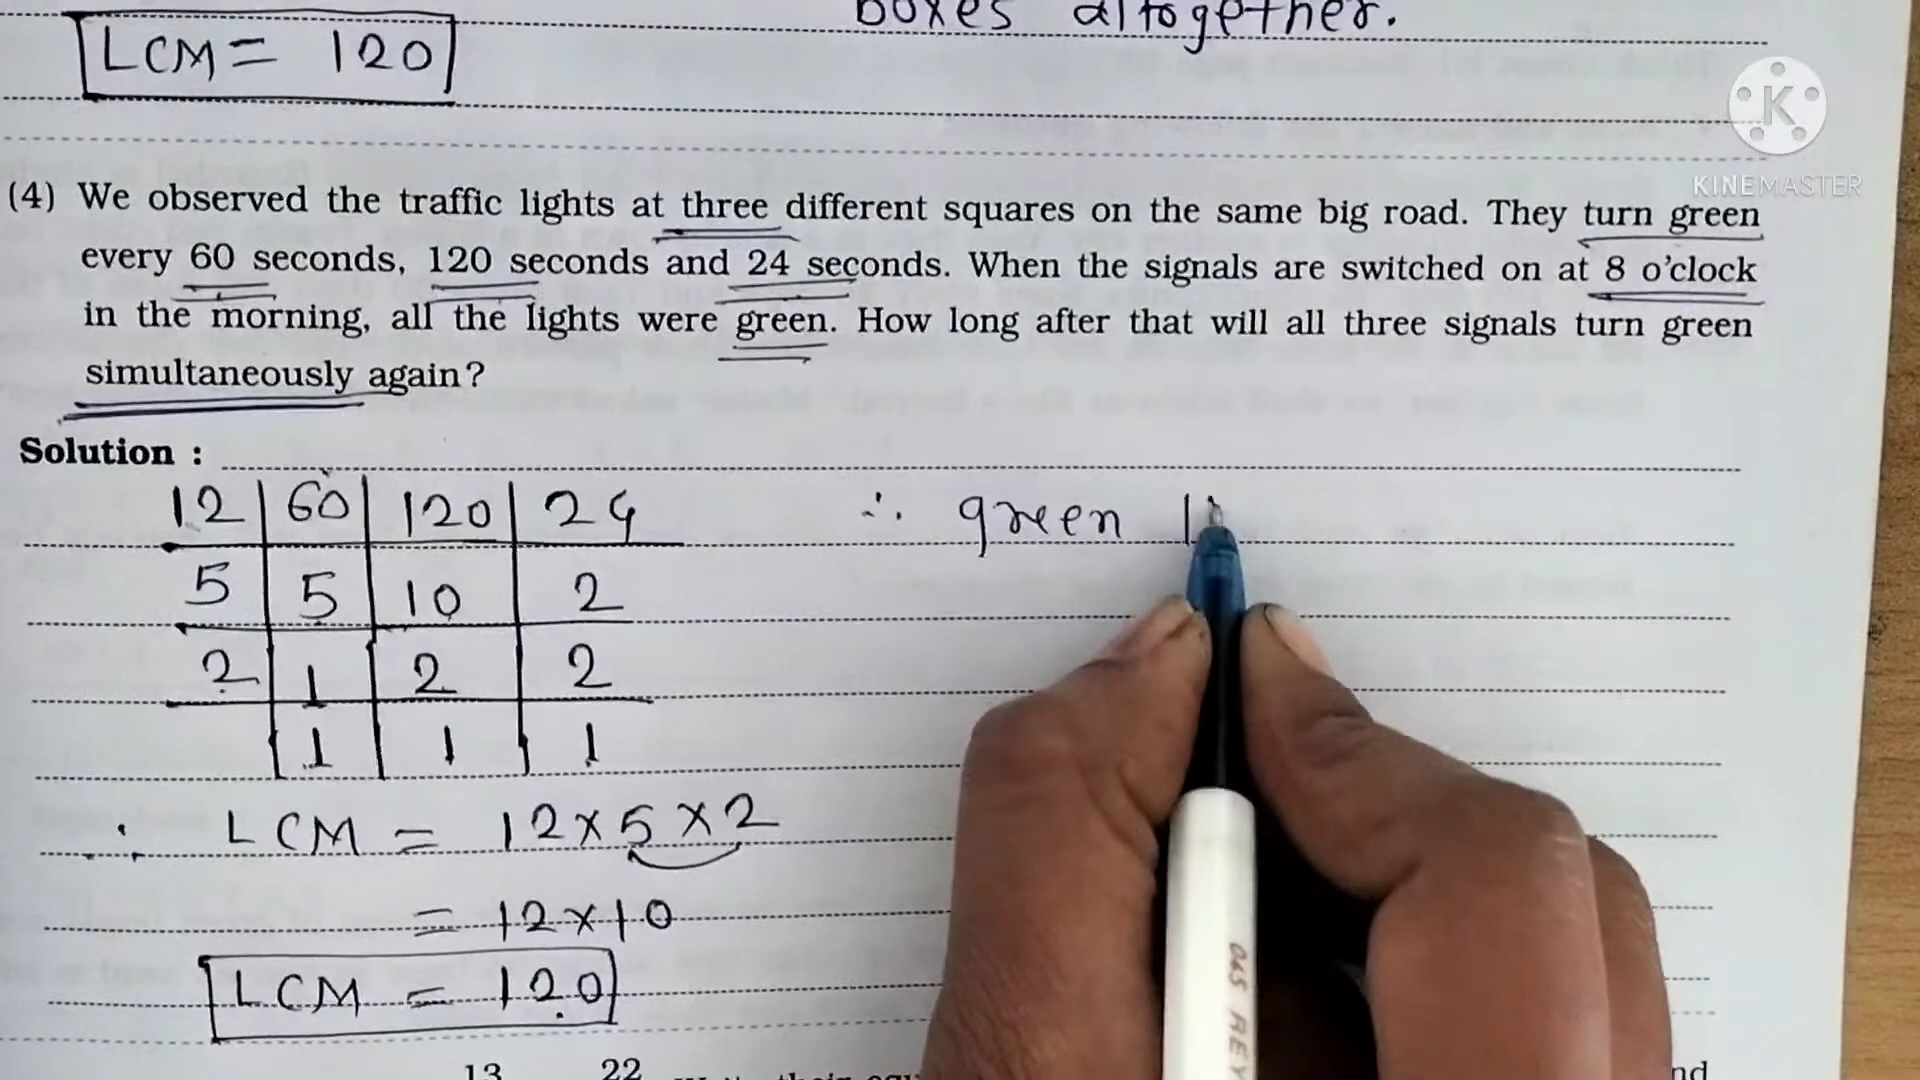 boxes altogether.
LCM = 120
K
KINEMASTER
(4) We observed the traffic lights at three different squares on the same big road. They turn green
every 60 seconds, 120 seconds and 24 seconds. When the signals are switched on at 8 o'clock
in the morning, all the lights were green. How long after that will all three signals turn green
simultaneously again?
Solution :
12 60 120 24
5 5 10 2
2 1 2 2
1 1 1
LCM = 12 × 5 × 2
= 12 × 10
LCM = 120
∴ green
13 22